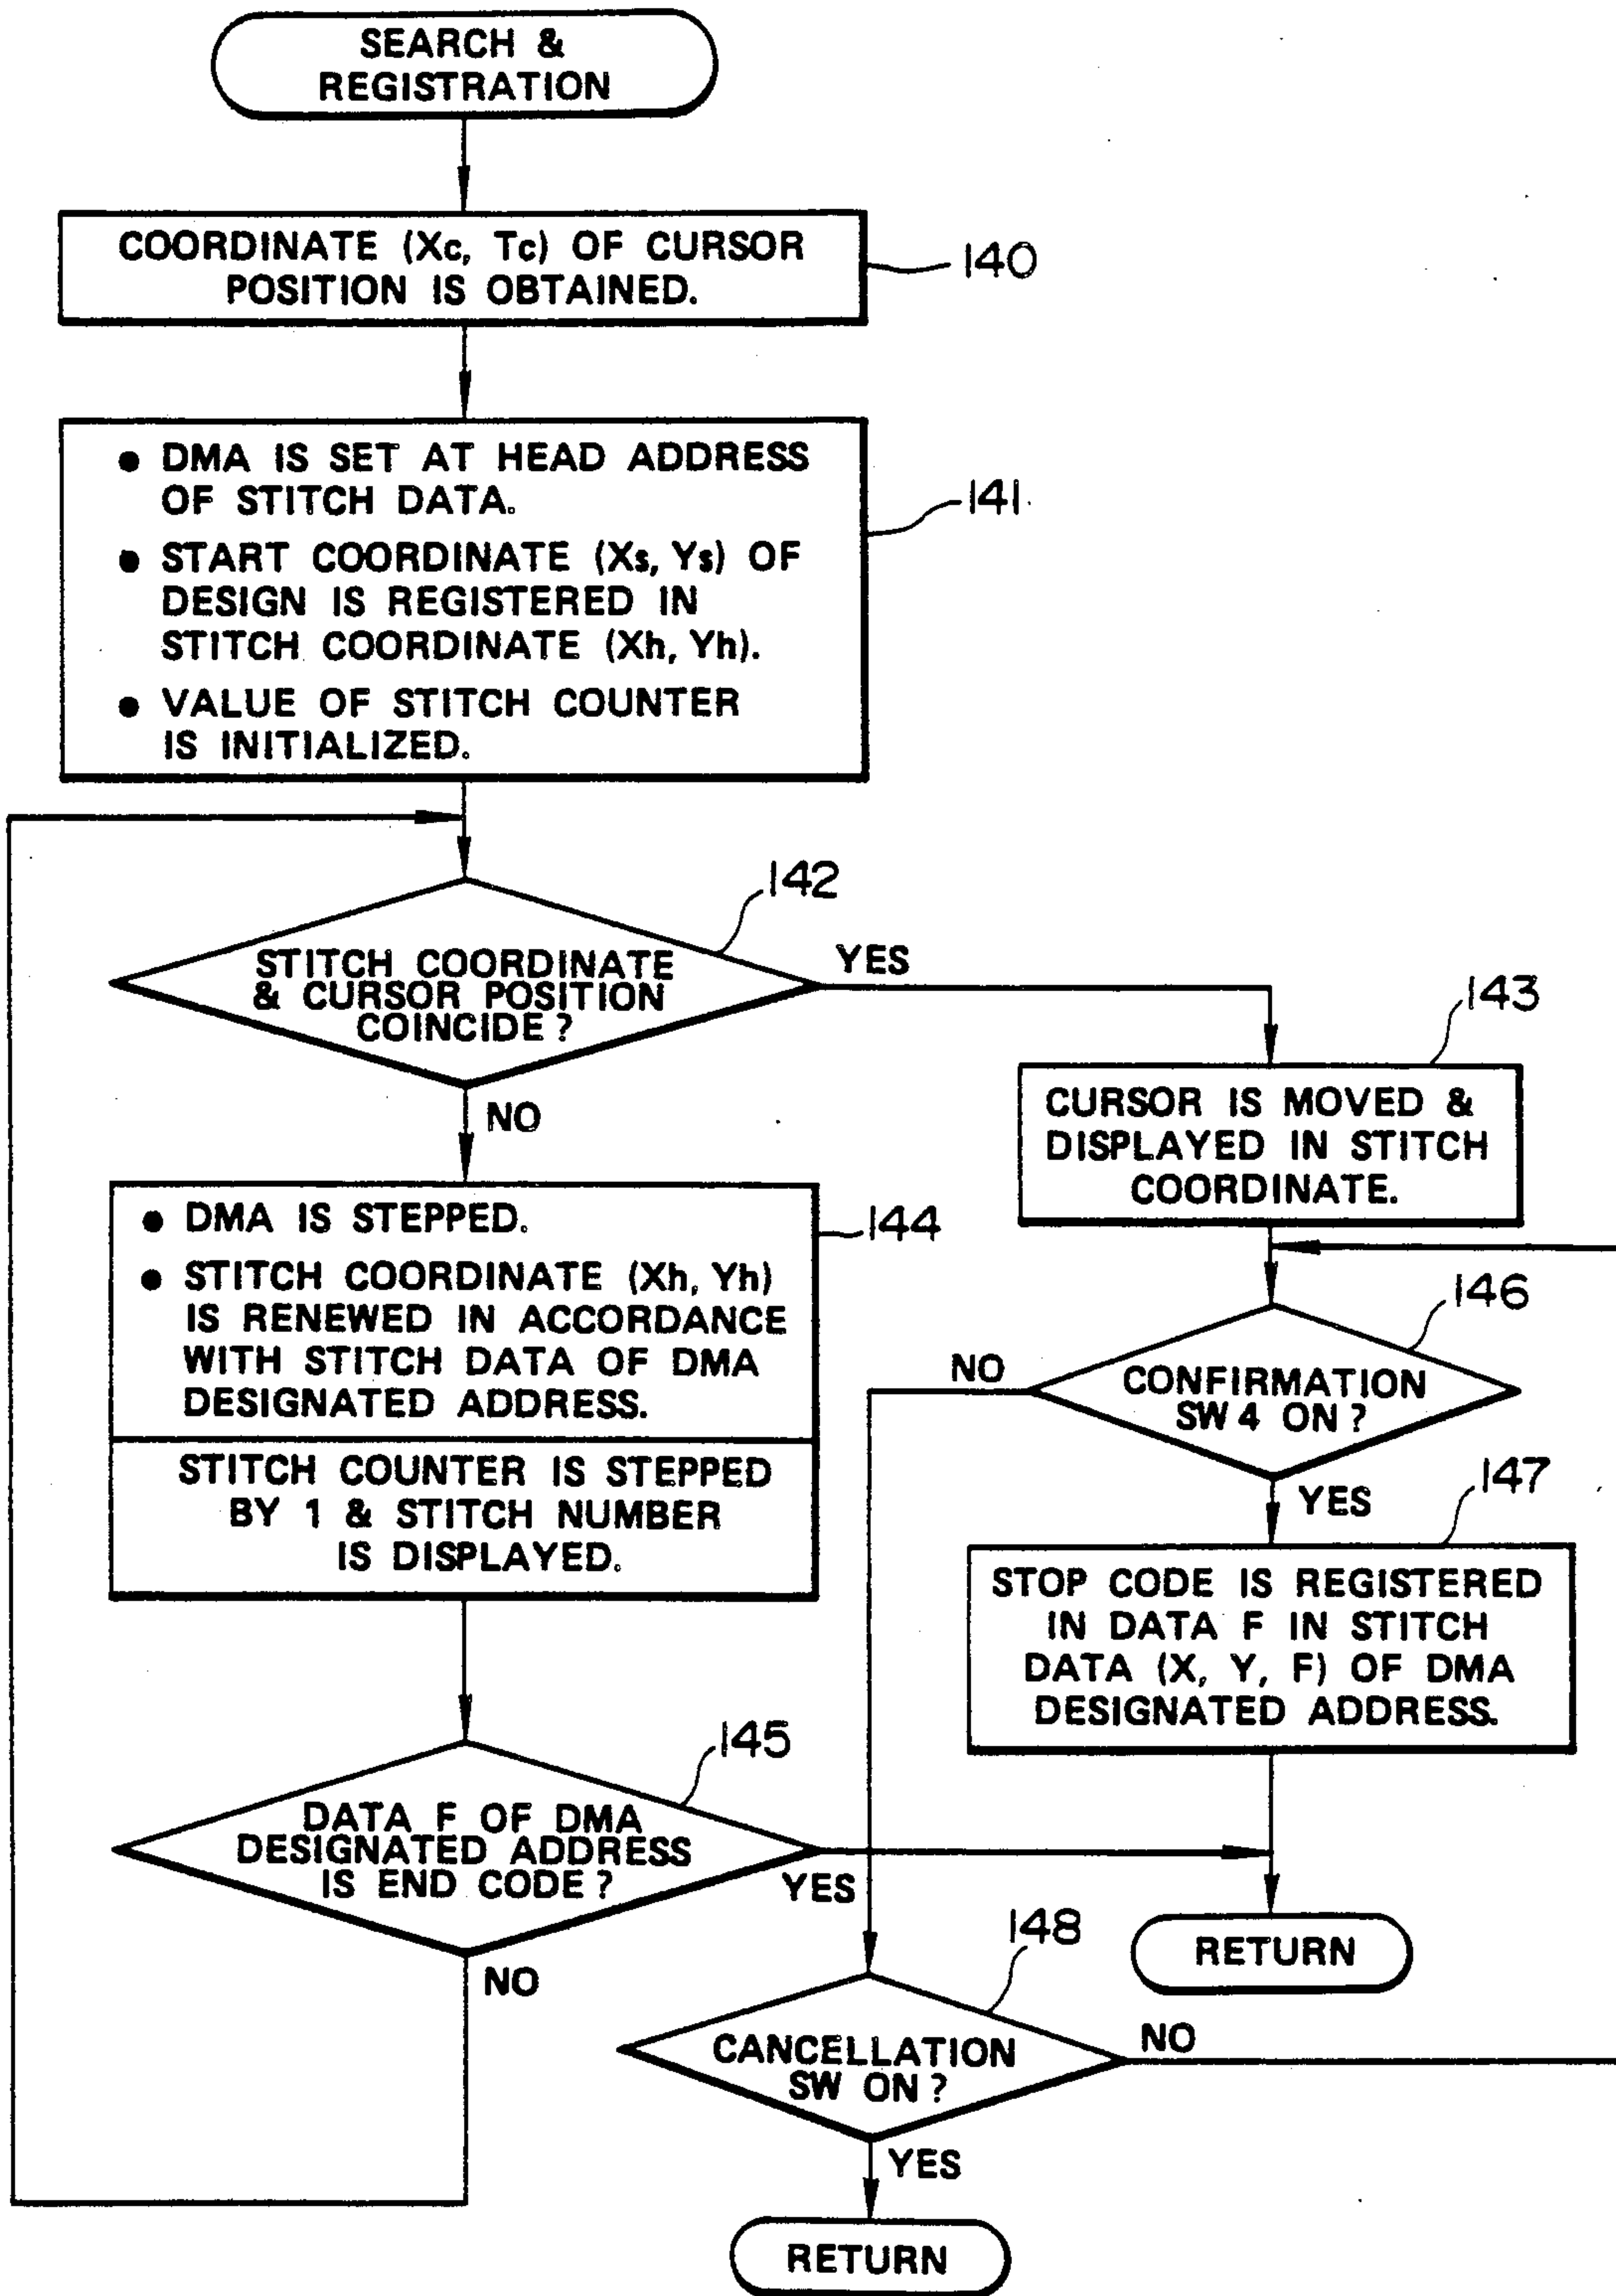 SEARCH &
REGISTRATION
COORDINATE (Xc, Tc) OF CURSOR
POSITION IS OBTAINED.
140
• DMA IS SET AT HEAD ADDRESS
OF STITCH DATA.
• START COORDINATE (Xs, Ys) OF
DESIGN IS REGISTERED IN
STITCH COORDINATE (Xh, Yh).
• VALUE OF STITCH COUNTER
IS INITIALIZED.
141
142
STITCH COORDINATE
& CURSOR POSITION
COINCIDE?
YES
NO
143
CURSOR IS MOVED &
DISPLAYED IN STITCH
COORDINATE.
• DMA IS STEPPED.
• STITCH COORDINATE (Xh, Yh)
IS RENEWED IN ACCORDANCE
WITH STITCH DATA OF DMA
DESIGNATED ADDRESS.
144
STITCH COUNTER IS STEPPED
BY 1 & STITCH NUMBER
IS DISPLAYED.
146
CONFIRMATION
SW4 ON?
NO
YES
147
STOP CODE IS REGISTERED
IN DATA F IN STITCH
DATA (X, Y, F) OF DMA
DESIGNATED ADDRESS.
145
DATA F OF DMA
DESIGNATED ADDRESS
IS END CODE?
YES
NO
RETURN
148
CANCELLATION
SW ON?
NO
YES
RETURN